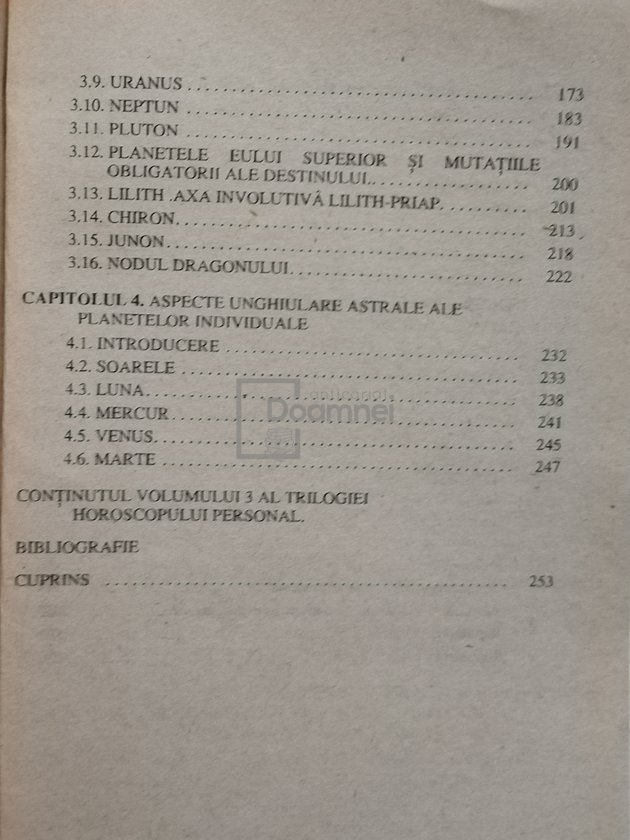 3.9. URANUS ........ 173
3.10. NEPTUN ........ 183
3.11. PLUTON ........ 191
3.12. PLANETELE EULUI SUPERIOR ȘI MUTAȚIILE
OBLIGATORII ALE DESTINULUI........ 200
3.13. LILITH .AXA INVOLUTIVĂ LILITH-PRIAP........ 201
3.14. CHIRON........ 213
3.15. JUNON........ 218
3.16. NODUL DRAGONULUI........ 222
CAPITOLUL 4. ASPECTE UNGHIULARE ASTRALE ALE
PLANETELOR INDIVIDUALE
4.1. INTRODUCERE ........ 232
4.2. SOARELE ........ 233
4.3. LUNA........ 238
4.4. MERCUR........ 241
4.5. VENUS........ 245
4.6. MARTE ........ 247
anticariat
Doamnei
CONȚINUTUL VOLUMULUI 3 AL TRILOGIEI
HOROSCOPULUI PERSONAL.
BIBLIOGRAFIE
CUPRINS ........ 253